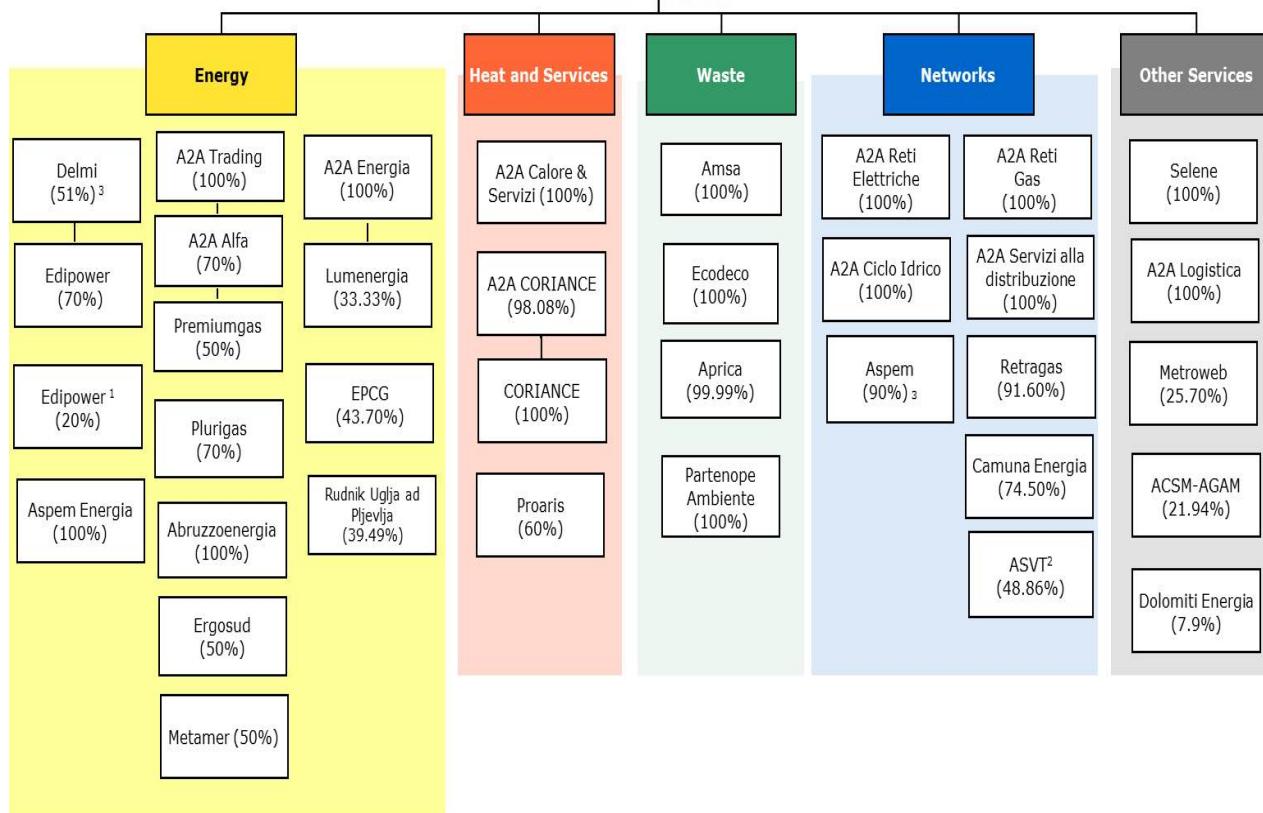 Energy
Delmi
(51%) ³
Edipower
(70%)
Edipower ¹
(20%)
Aspem Energia
(100%)
A2A Trading
(100%)
A2A Alfa
(70%)
Premiumgas
(50%)
Plurigas
(70%)
Abruzzoenergia
(100%)
Ergosud
(50%)
Metamer (50%)
A2A Energia
(100%)
Lumenergia
(33.33%)
EPCG
(43.70%)
Rudnik Uglja ad
Pljevlja
(39.49%)
Heat and Services
A2A Calore &
Servizi (100%)
A2A CORIANCE
(98.08%)
CORIANCE
(100%)
Proaris
(60%)
Waste
Amsa
(100%)
Ecodeco
(100%)
Aprica
(99.99%)
Partenope
Ambiente
(100%)
Networks
A2A Reti
Elettriche
(100%)
A2A Ciclo Idrico
(100%)
Aspem
(90%) ₃
A2A Reti
Gas
(100%)
A2A Servizi alla
distribuzione
(100%)
Retragas
(91.60%)
Camuna Energia
(74.50%)
ASVT²
(48.86%)
Other Services
Selene
(100%)
A2A Logistica
(100%)
Metroweb
(25.70%)
ACSM-AGAM
(21.94%)
Dolomiti Energia
(7.9%)